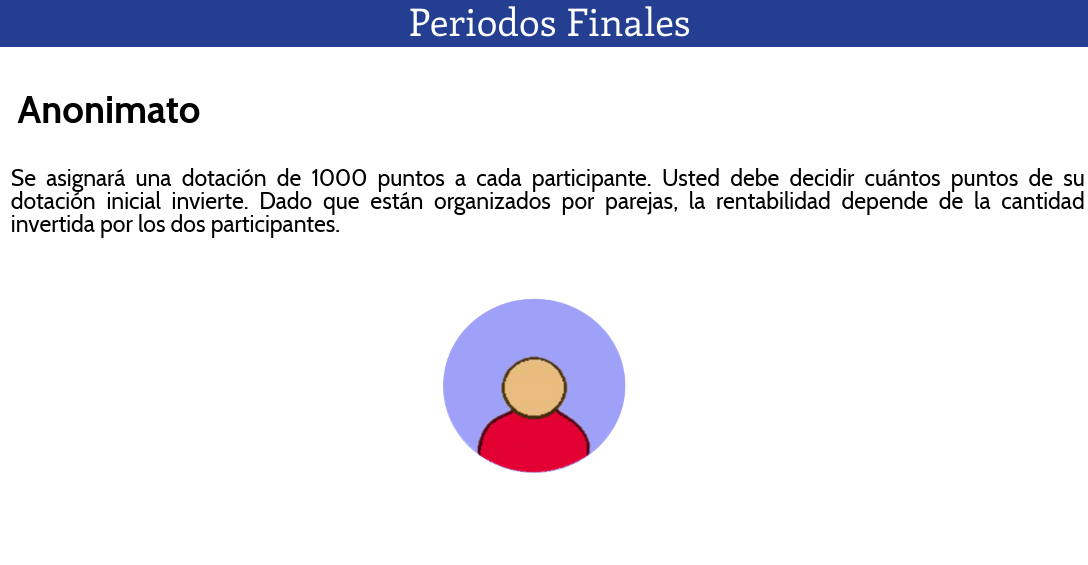 Periodos Finales
Anonimato
Se asignará una dotación de 1000 puntos a cada participante. Usted debe decidir cuántos puntos de su
dotación inicial invierte. Dado que están organizados por parejas, la rentabilidad depende de la cantidad
invertida por los dos participantes.